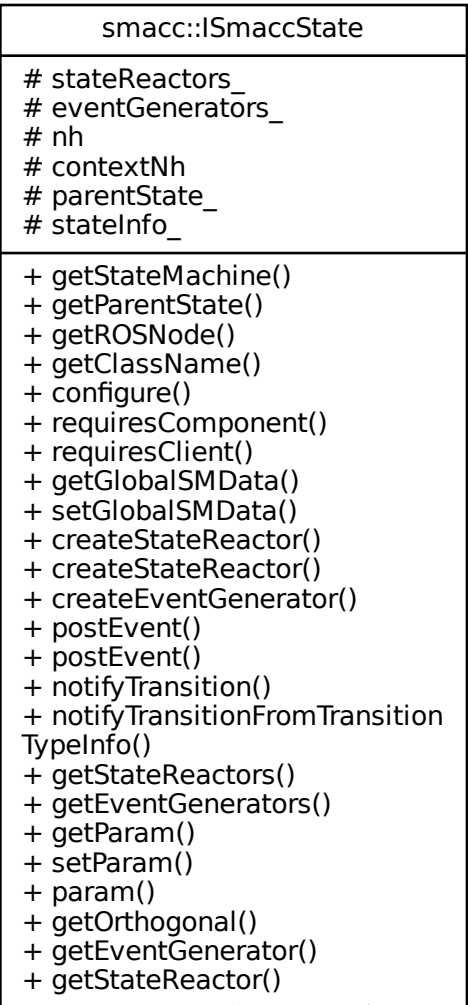 smacc::ISmaccState
# stateReactors_
# eventGenerators_
# nh
# contextNh
# parentState_
# stateInfo_
+ getStateMachine()
+ getParentState()
+ getROSNode()
+ getClassName()
+ configure()
+ requiresComponent()
+ requiresClient()
+ getGlobalSMData()
+ setGlobalSMData()
+ createStateReactor()
+ createStateReactor()
+ createEventGenerator()
+ postEvent()
+ postEvent()
+ notifyTransition()
+ notifyTransitionFromTransition
TypeInfo()
+ getStateReactors()
+ getEventGenerators()
+ getParam()
+ setParam()
+ param()
+ getOrthogonal()
+ getEventGenerator()
+ getStateReactor()